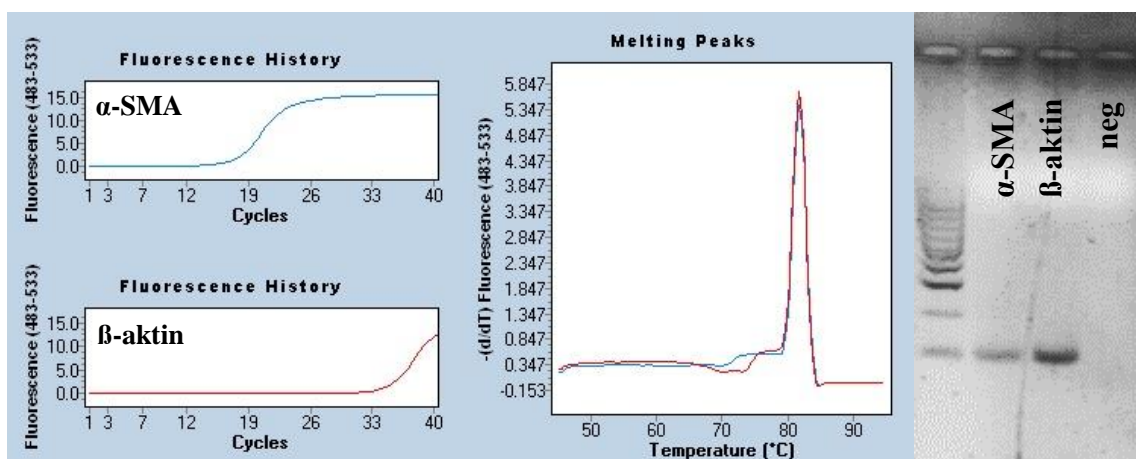 Fluorescence History
Fluorescence (483-533)
15.0
10.0
5.0
0.0
α-SMA
1 3 7 12 19 26 33 40
Cycles
Fluorescence History
Fluorescence (483-533)
15.0
10.0
5.0
0.0
ß-aktin
1 3 7 12 19 26 33 40
Cycles
Melting Peaks
-(d/dT) Fluorescence (483-533)
5.847
5.347
4.847
4.347
3.847
3.347
2.847
2.347
1.847
1.347
0.847
0.347
-0.153
50 60 70 80 90
Temperature (°C)
α-SMA
ß-aktin
neg